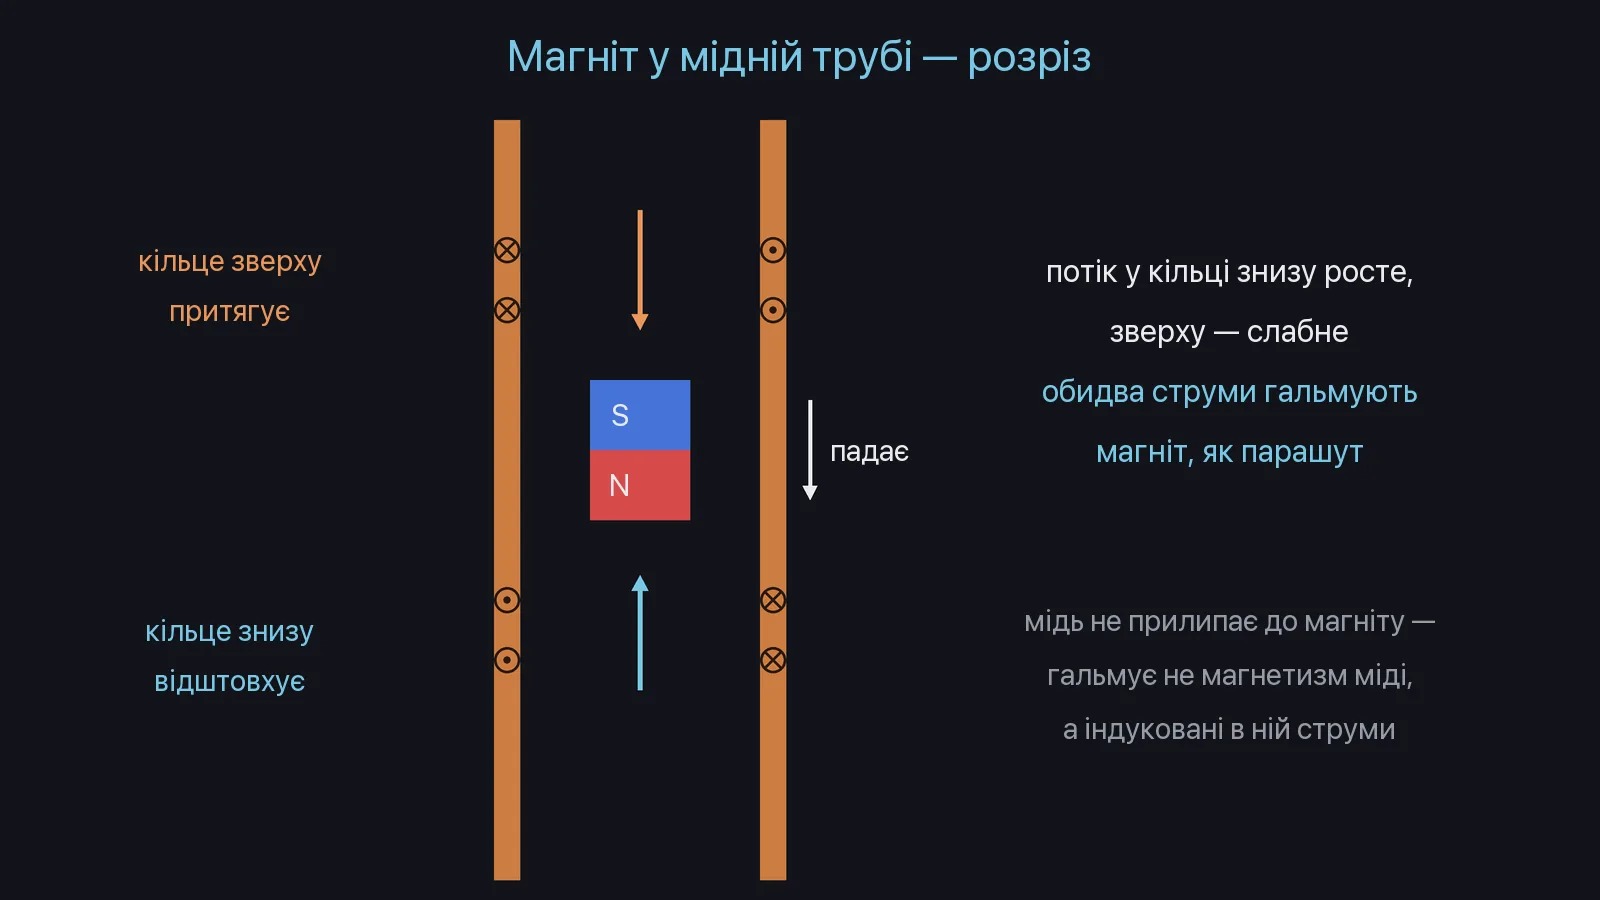 Магніт у мідній трубі — розріз
кільце зверху
притягує
S
N
падає
потік у кільці знизу росте,
зверху — слабне
обидва струми гальмують
магніт, як парашут
кільце знизу
відштовхує
мідь не прилипає до магніту —
гальмує не магнетизм міді,
а індуковані в ній струми